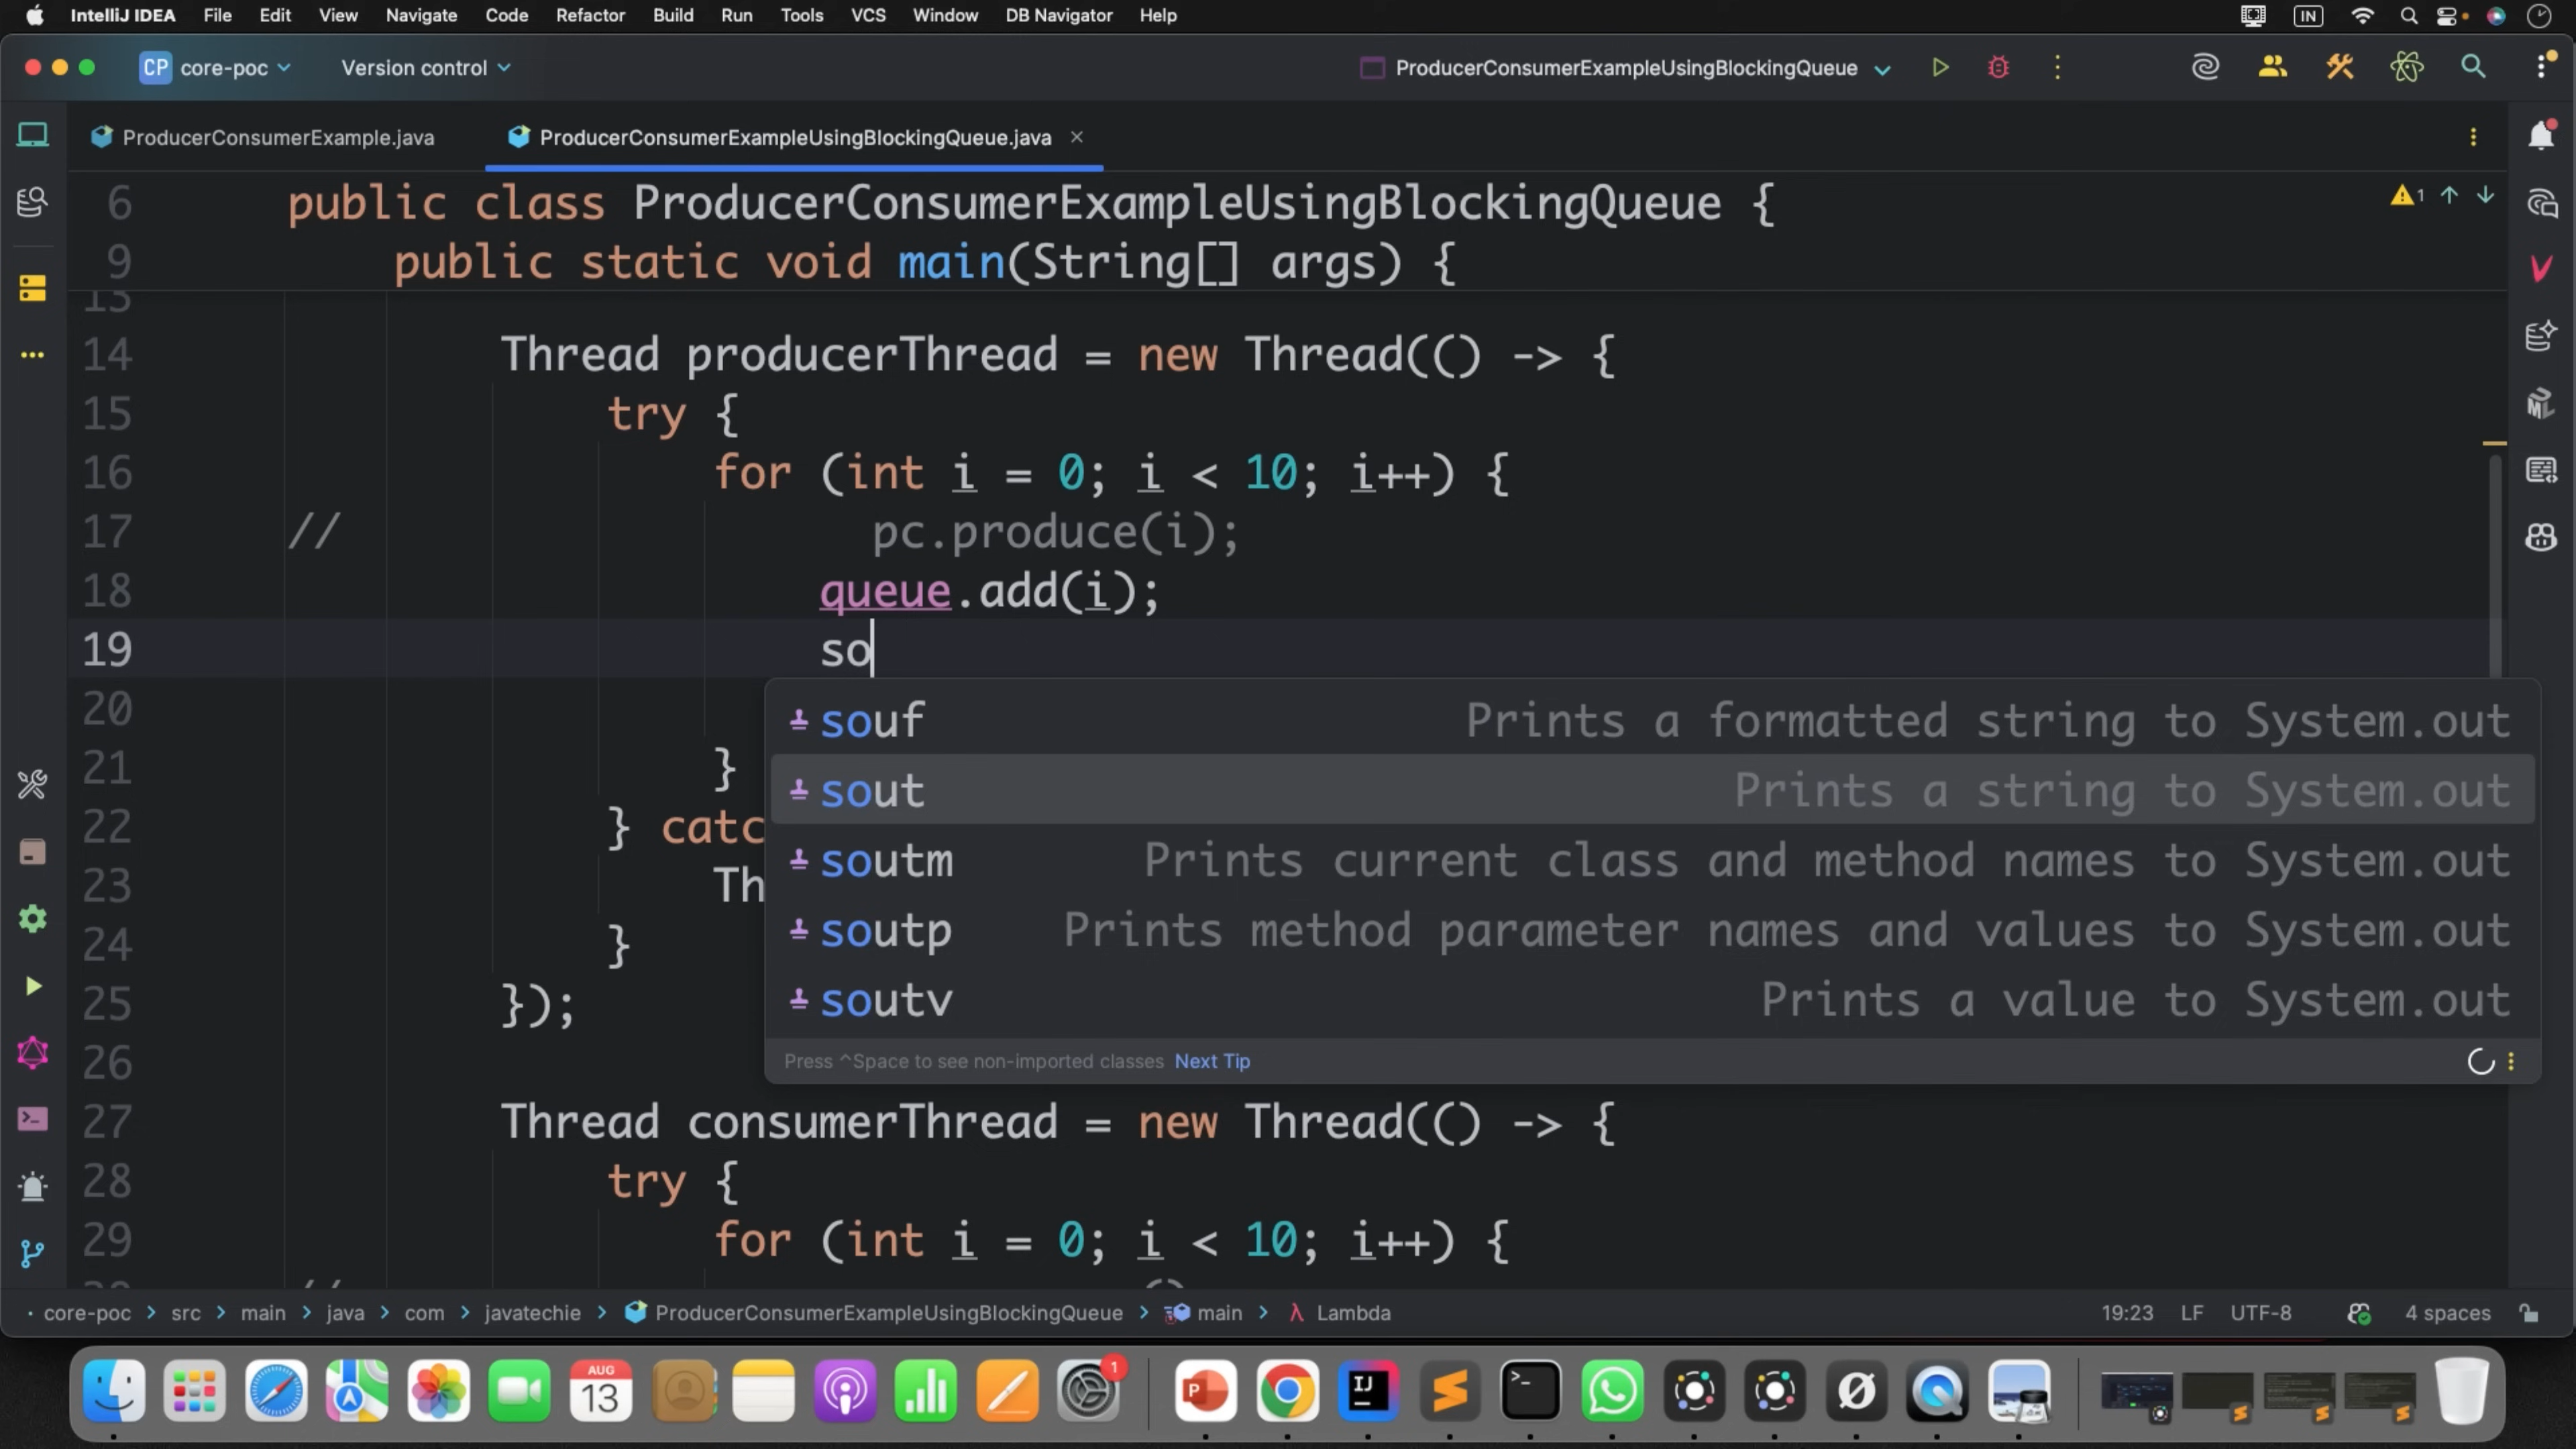 IntelliJ IDEA File Edit View Navigate Code Refactor Build Run Tools VCS Window DB Navigator Help IN
CP core-poc Version control ProducerConsumerExampleUsingBlockingQueue
ProducerConsumerExample.java ProducerConsumerExampleUsingBlockingQueue.java
6 public class ProducerConsumerExampleUsingBlockingQueue { 1
9 public static void main(String[] args) {
13
14 Thread producerThread = new Thread(() -> {
15 try {
16 for (int i = 0; i < 10; i++) {
17 // pc.produce(i);
18 queue.add(i);
19 so
20
souf Prints a formatted string to System.out
21 }
sout Prints a string to System.out
22 } catc
soutm Prints current class and method names to System.out
23 Th
soutp Prints method parameter names and values to System.out
24 }
25 });
soutv Prints a value to System.out
26
Press ^Space to see non-imported classes Next Tip
27 Thread consumerThread = new Thread(() -> {
28 try {
29 for (int i = 0; i < 10; i++) {
//
core-poc > src > main > java > com > javatechie > ProducerConsumerExampleUsingBlockingQueue > main > Lambda 19:23 LF UTF-8 4 spaces
AUG
13
1
P
IJ